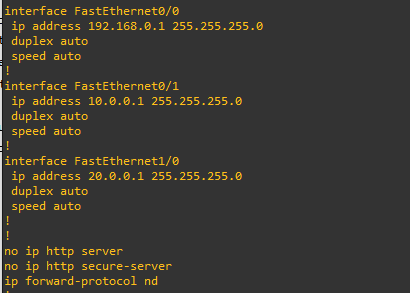 interface FastEthernet0/0
ip address 192.168.0.1 255.255.255.0
duplex auto
speed auto
!
interface FastEthernet0/1
ip address 10.0.0.1 255.255.255.0
duplex auto
speed auto
!
interface FastEthernet1/0
ip address 20.0.0.1 255.255.255.0
duplex auto
speed auto
!
!
no ip http server
no ip http secure-server
ip forward-protocol nd